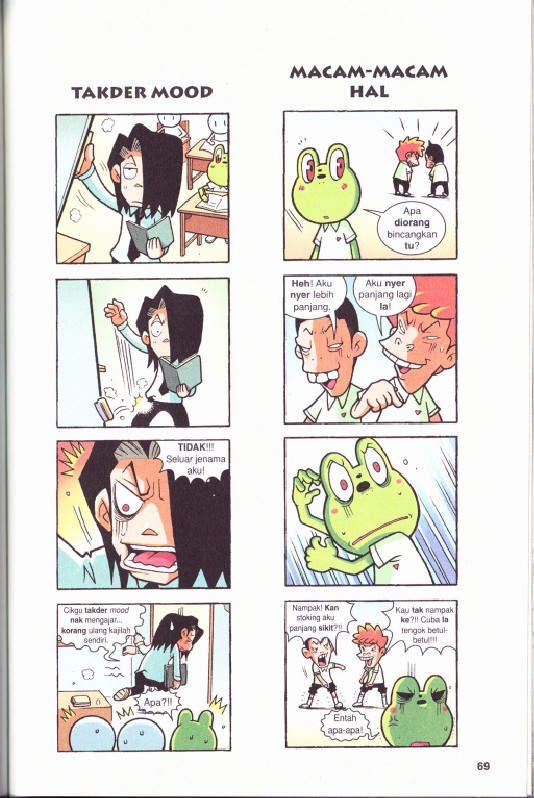 TAKDER MOOD
TIDAK!!!!
Seluar jenama
aku!
Cikgu takder mood
nak mengajar...
korang ulang kajilah
sendiri.
Apa?!!
MACAM-MACAM
HAL
Apa
diorang
bincangkan
tu?
Heh!! Aku
nyer lebih
panjang.
Aku nyer
panjang lagi
la!
Nampak! Kan
stoking aku
panjang sikit?!!
Kau tak nampak
ke?!! Cuba la
tengok betul-
betul!!!!
Entah
apa-apa!!
69